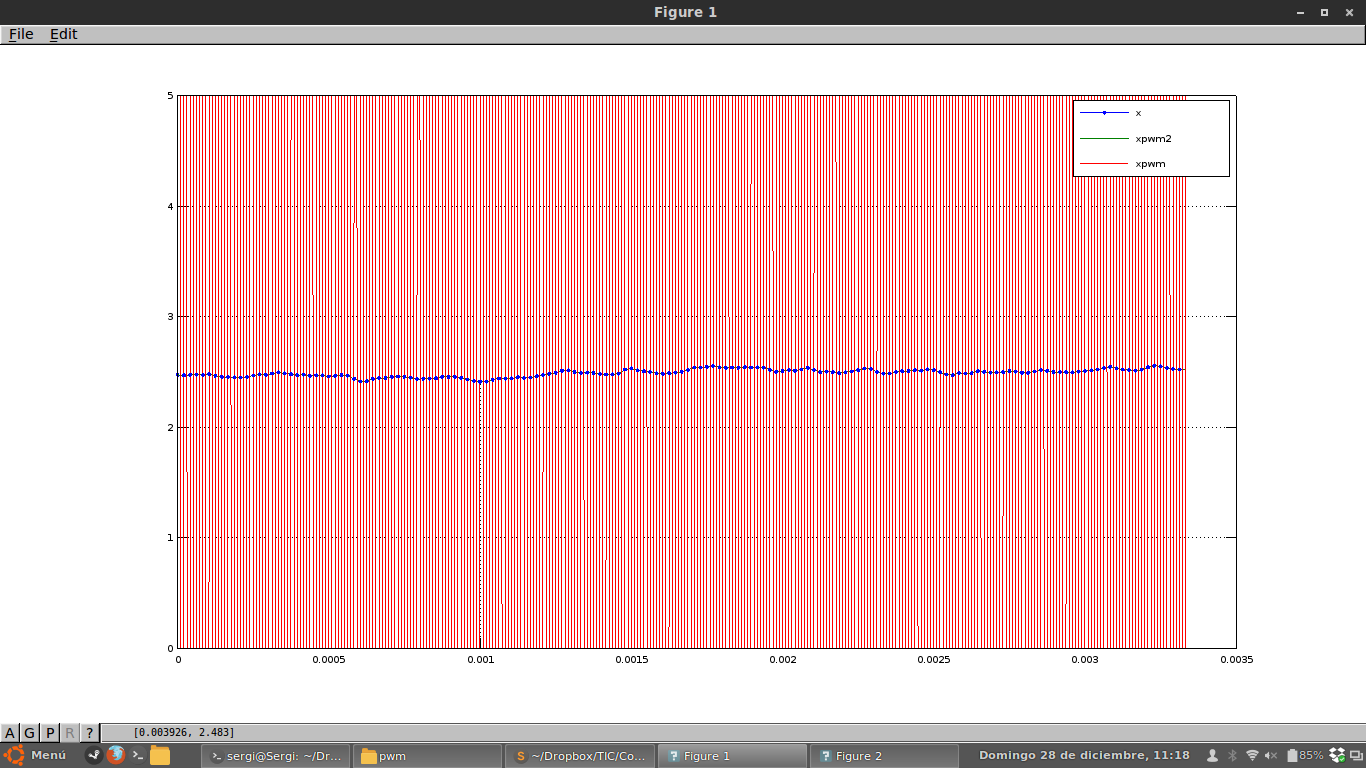 Figure 1
File Edit
5
4
3
2
1
0
x
xpwm2
xpwm
0 0.0005 0.001 0.0015 0.002 0.0025 0.003 0.0035
A G P R ? [0.003926, 2.483]
Menú sergi@Sergi: ~/Dr... pwm S ~/Dropbox/TIC/Co... ? Figure 1 ? Figure 2 Domingo 28 de diciembre, 11:18 85%